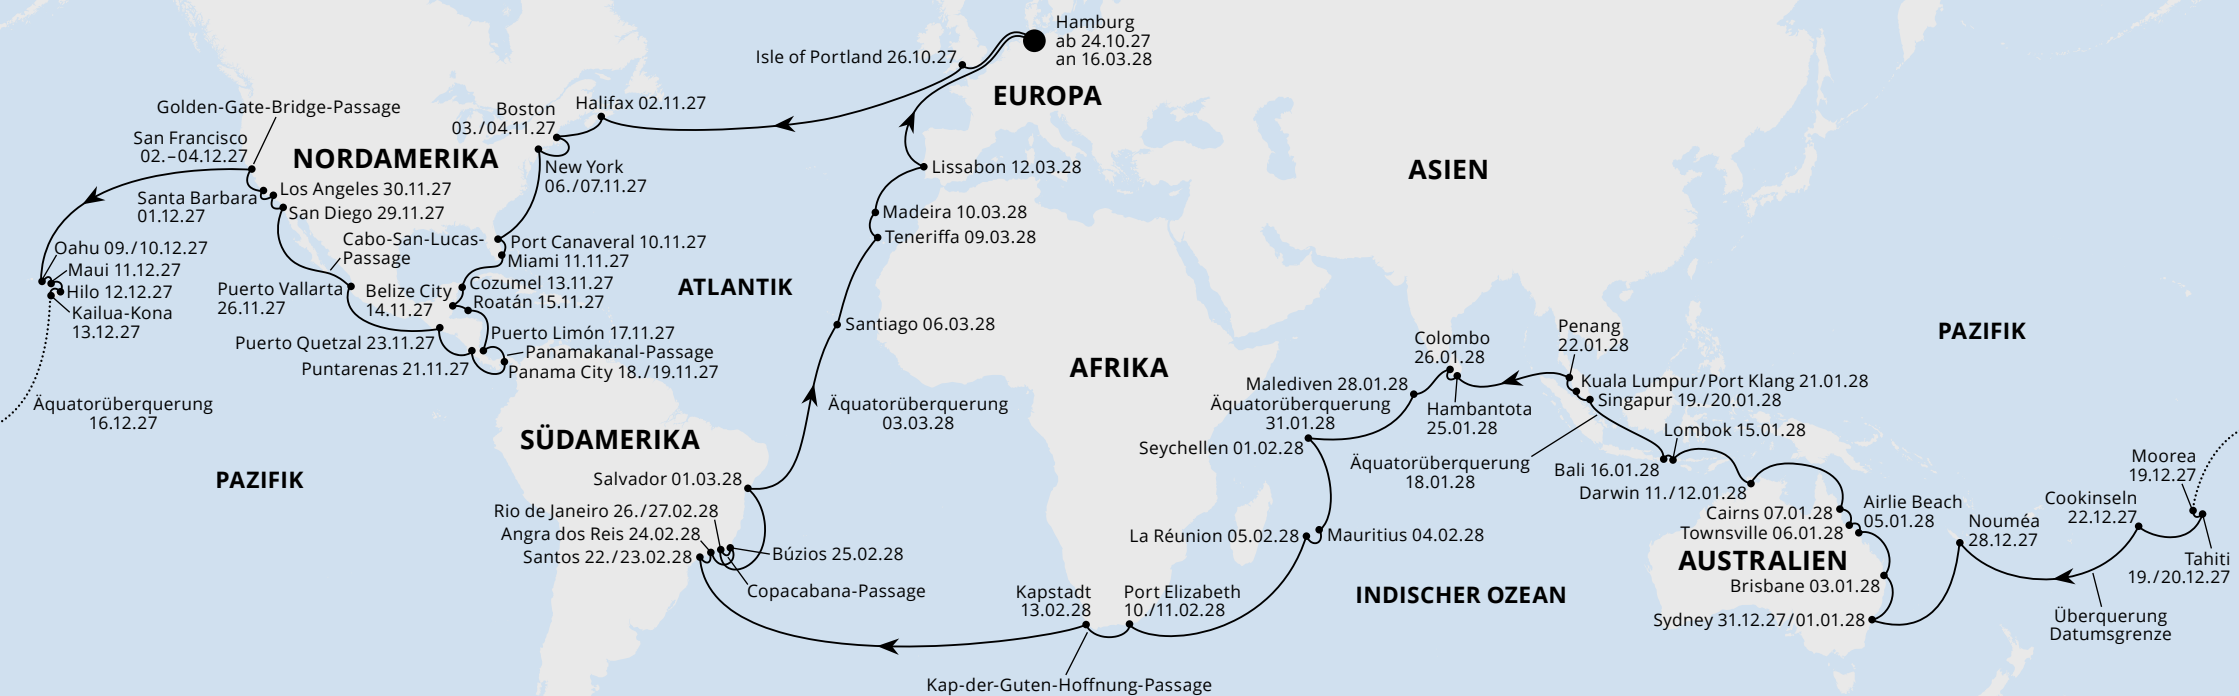 Hamburg
ab 24.10.27
an 16.03.28
Isle of Portland 26.10.27
EUROPA
Golden-Gate-Bridge-Passage
Boston
03./04.11.27
Halifax 02.11.27
San Francisco
02.–04.12.27
NORDAMERIKA
New York
06./07.11.27
Lissabon 12.03.28
ASIEN
Santa Barbara
01.12.27
Los Angeles 30.11.27
San Diego 29.11.27
Madeira 10.03.28
Teneriffa 09.03.28
Cabo-San-Lucas-
Passage
Port Canaveral 10.11.27
Miami 11.11.27
Oahu 09./10.12.27
Maui 11.12.27
Hilo 12.12.27
Kailua-Kona
13.12.27
Puerto Vallarta
26.11.27
Belize City
14.11.27
Cozumel 13.11.27
Roatán 15.11.27
ATLANTIK
Santiago 06.03.28
Puerto Quetzal 23.11.27
Puntarenas 21.11.27
Puerto Limón 17.11.27
Panamakanal-Passage
Panama City 18./19.11.27
AFRIKA
Colombo
26.01.28
Penang
22.01.28
PAZIFIK
Kuala Lumpur/Port Klang 21.01.28
Singapur 19./20.01.28
Malediven 28.01.28
Äquatorüberquerung
31.01.28
Hambantota
25.01.28
Äquatorüberquerung
16.12.27
Äquatorüberquerung
03.03.28
SÜDAMERIKA
Seychellen 01.02.28
Lombok 15.01.28
Äquatorüberquerung
18.01.28
Bali 16.01.28
Darwin 11./12.01.28
Moorea
19.12.27
PAZIFIK
Salvador 01.03.28
Rio de Janeiro 26./27.02.28
Angra dos Reis 24.02.28
Santos 22./23.02.28
Búzios 25.02.28
Copacabana-Passage
La Réunion 05.02.28
Mauritius 04.02.28
Cairns 07.01.28
Townsville 06.01.28
Airlie Beach
05.01.28
Nouméa
28.12.27
Cookinseln
22.12.27
Tahiti
19./20.12.27
AUSTRALIEN
Brisbane 03.01.28
Sydney 31.12.27/01.01.28
Überquerung
Datumsgrenze
Kapstadt
13.02.28
Port Elizabeth
10./11.02.28
INDISCHER OZEAN
Kap-der-Guten-Hoffnung-Passage